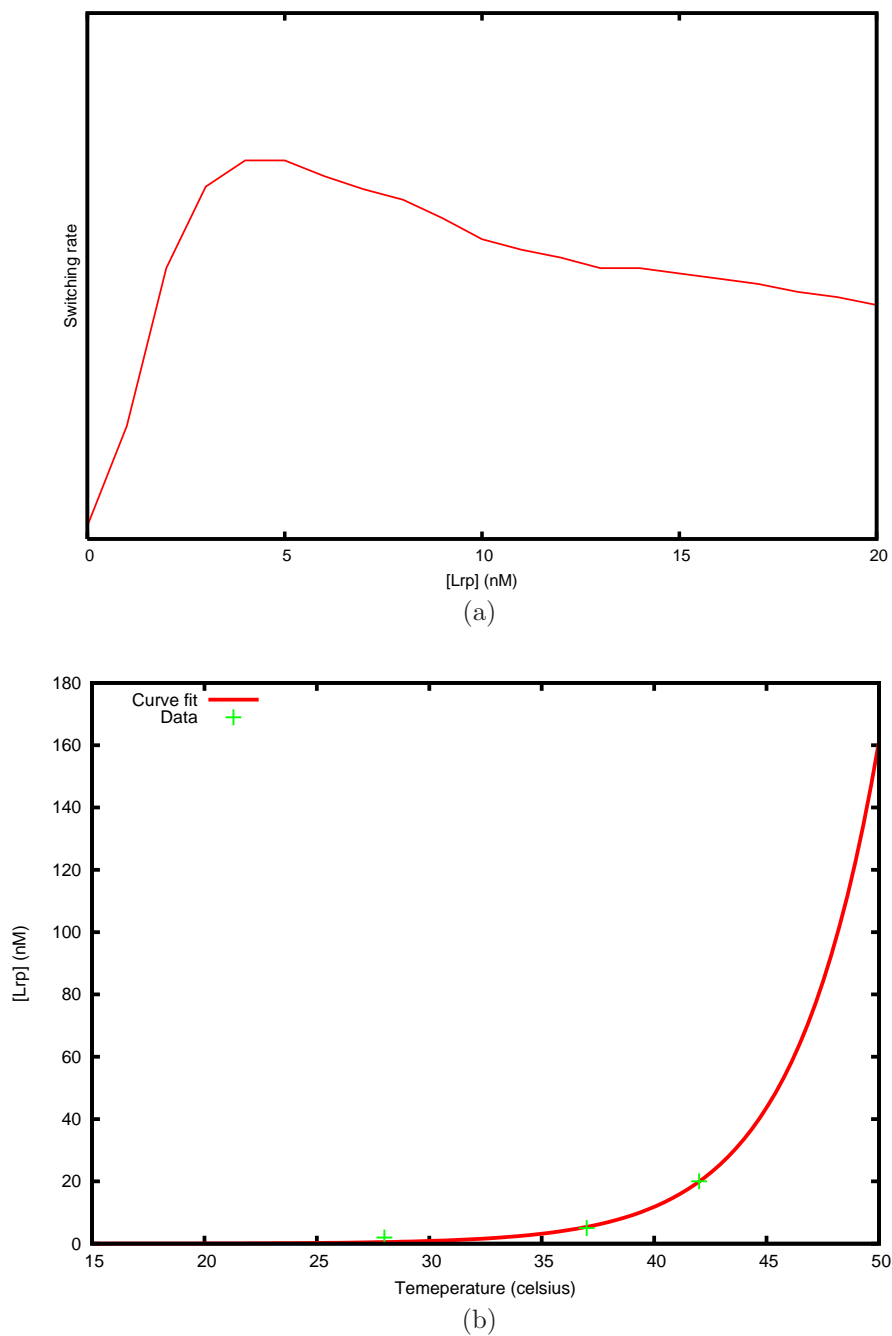 Switching rate
0 5 10 15 20
[Lrp] (nM)
(a)
180
160
140
120
100
80
60
40
20
0
[Lrp] (nM)
Curve fit
Data
15 20 25 30 35 40 45 50
Temeperature (celsius)
(b)